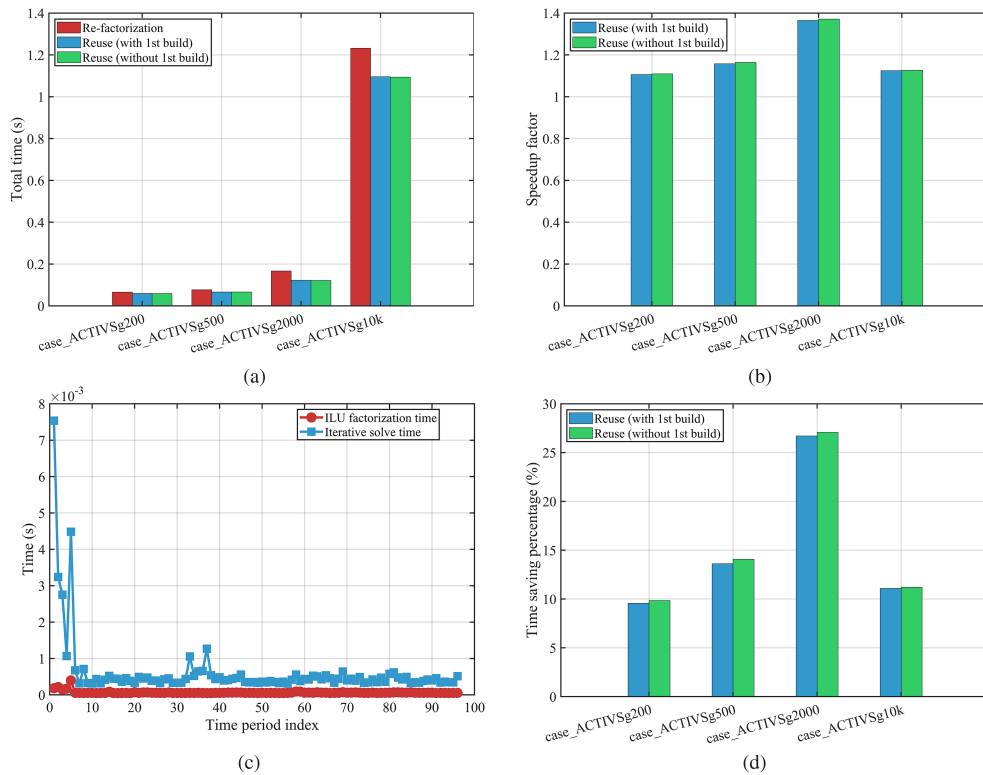 1.4
1.2
1
0.8
0.6
0.4
0.2
0
Total time (s)
Re-factorization
Reuse (with 1st build)
Reuse (without 1st build)
case_ACTIVSg200
case_ACTIVSg500
case_ACTIVSg2000
case_ACTIVSg10k
(a)
1.4
1.2
1
0.8
0.6
0.4
0.2
0
Speedup factor
Reuse (with 1st build)
Reuse (without 1st build)
case_ACTIVSg200
case_ACTIVSg500
case_ACTIVSg2000
case_ACTIVSg10k
(b)
×10-3
8
7
6
5
4
3
2
1
0
Time (s)
ILU factorization time
Iterative solve time
0 10 20 30 40 50 60 70 80 90 100
Time period index
(c)
30
25
20
15
10
5
0
Time saving percentage (%)
Reuse (with 1st build)
Reuse (without 1st build)
case_ACTIVSg200
case_ACTIVSg500
case_ACTIVSg2000
case_ACTIVSg10k
(d)